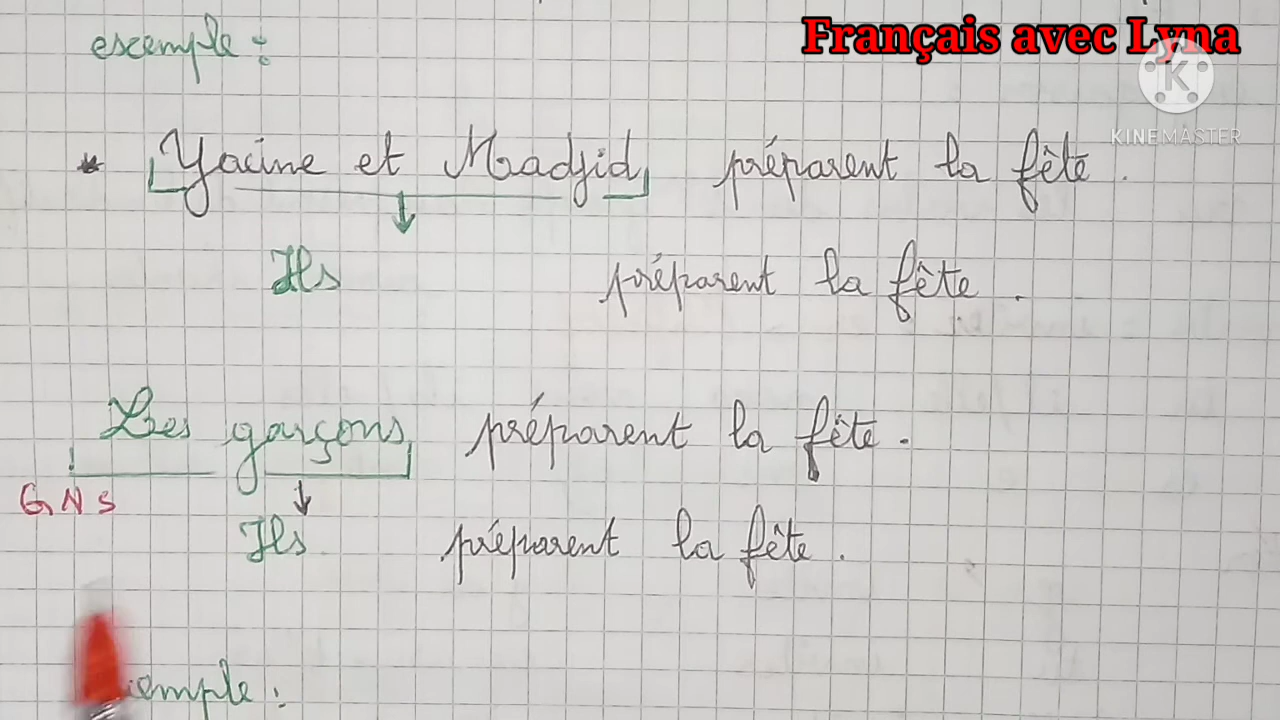 Français avec Lyna
exemple :
KINEMASTER
* Yacine et Madjid préparent la fête .
Ils préparent la fête .
Les garçons préparent la fête .
GNS
Ils préparent la fête .
emple :